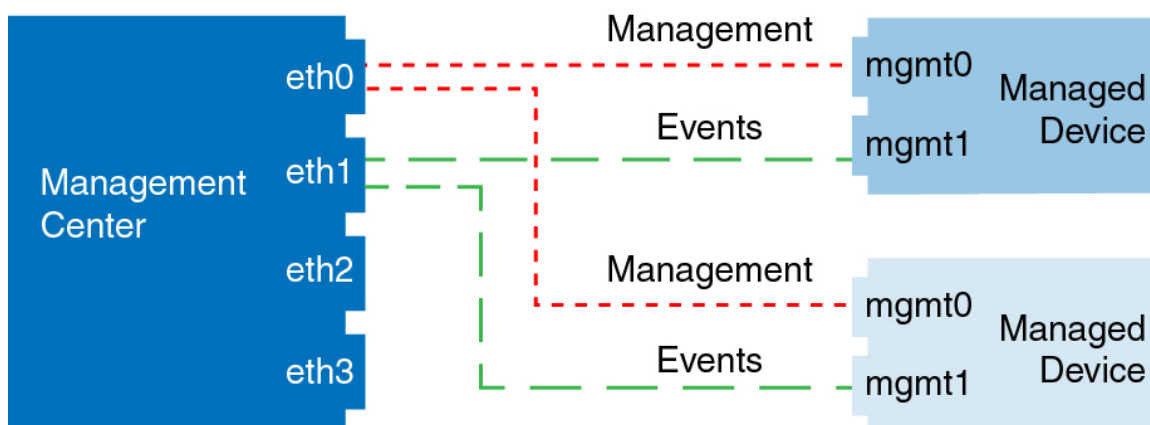 Management
Center
eth0
eth1
eth2
eth3
Management
Events
mgmt0
mgmt1
Managed
Device
Management
Events
mgmt0
mgmt1
Managed
Device